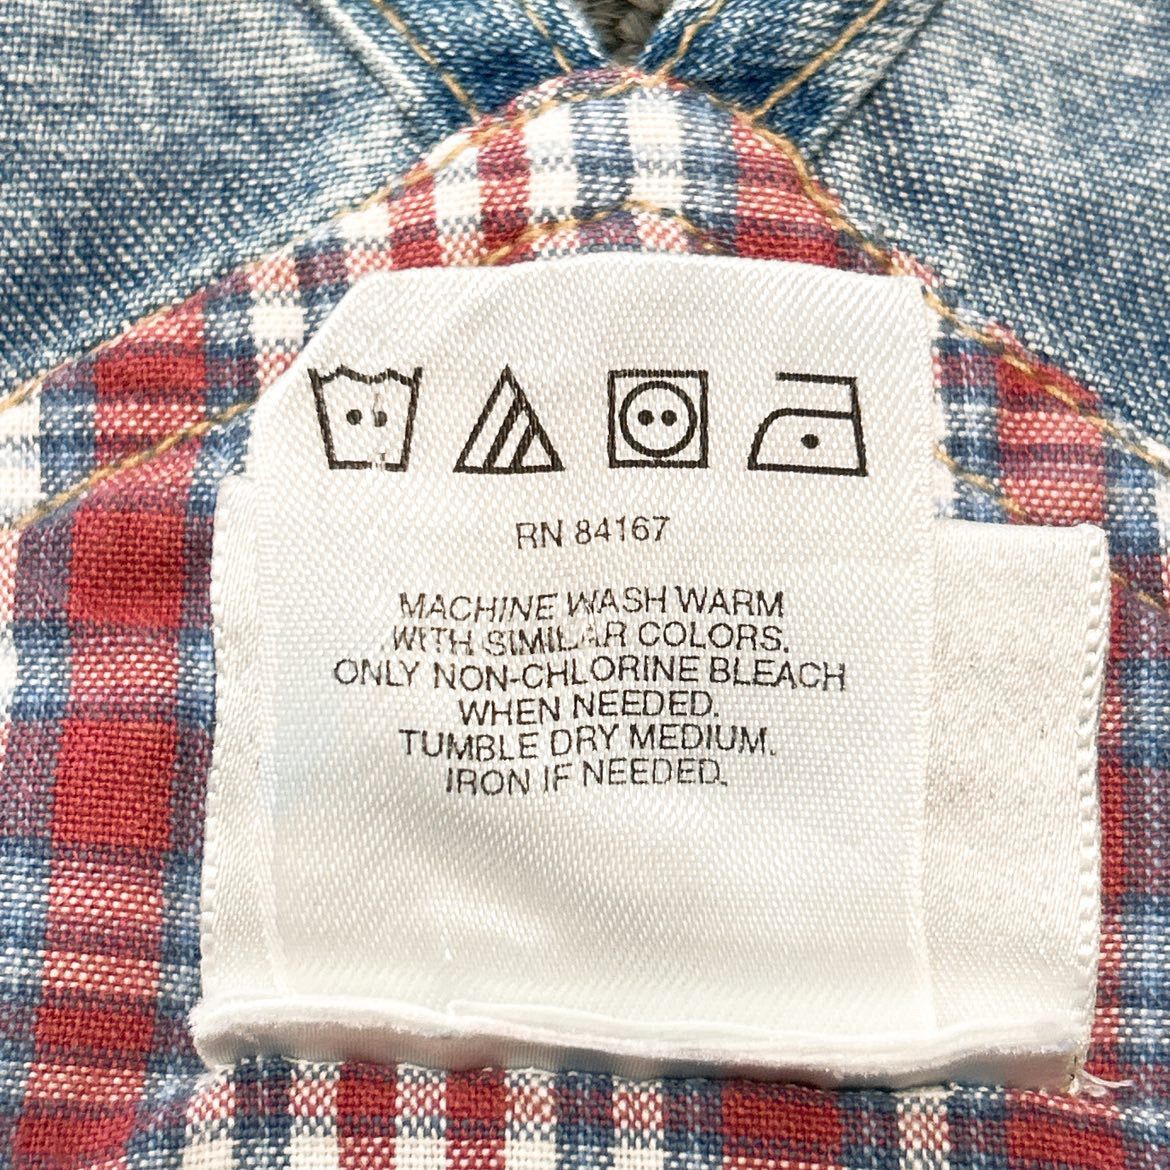 RN 84167
MACHINE WASH WARM
WITH SIMILAR COLORS.
ONLY NON-CHLORINE BLEACH
WHEN NEEDED.
TUMBLE DRY MEDIUM.
IRON IF NEEDED.